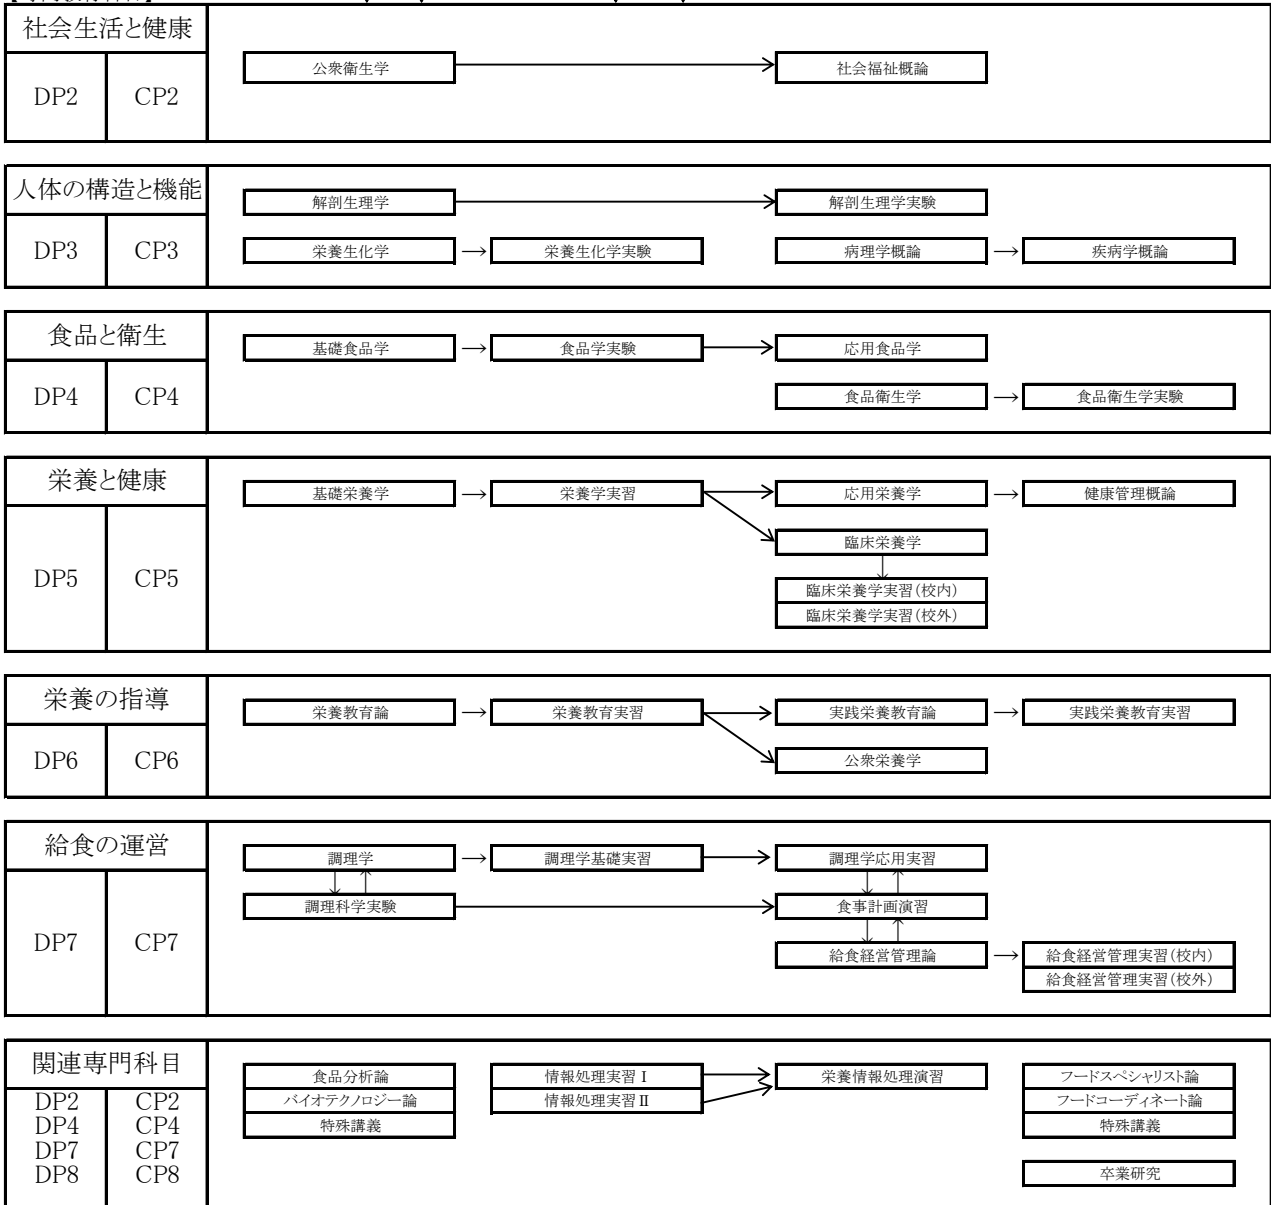 社会生活と健康
DP2 CP2
公衆衛生学 → 社会福祉概論
人体の構造と機能
DP3 CP3
解剖生理学 → 解剖生理学実験
栄養生化学 → 栄養生化学実験 病理学概論 → 疾病学概論
食品と衛生
DP4 CP4
基礎食品学 → 食品学実験 → 応用食品学
食品衛生学 → 食品衛生学実験
栄養と健康
DP5 CP5
基礎栄養学 → 栄養学実習 → 応用栄養学 → 健康管理概論
臨床栄養学
臨床栄養学実習(校内)
臨床栄養学実習(校外)
栄養の指導
DP6 CP6
栄養教育論 → 栄養教育実習 → 実践栄養教育論 → 実践栄養教育実習
公衆栄養学
給食の運営
DP7 CP7
調理学 → 調理学基礎実習 → 調理学応用実習
調理科学実験 → 食事計画演習
給食経営管理論 → 給食経営管理実習(校内)
給食経営管理実習(校外)
関連専門科目
DP2 CP2
DP4 CP4
DP7 CP7
DP8 CP8
食品分析論 情報処理実習Ⅰ 栄養情報処理演習 フードスペシャリスト論
バイオテクノロジー論 情報処理実習Ⅱ フードコーディネート論
特殊講義 特殊講義
卒業研究